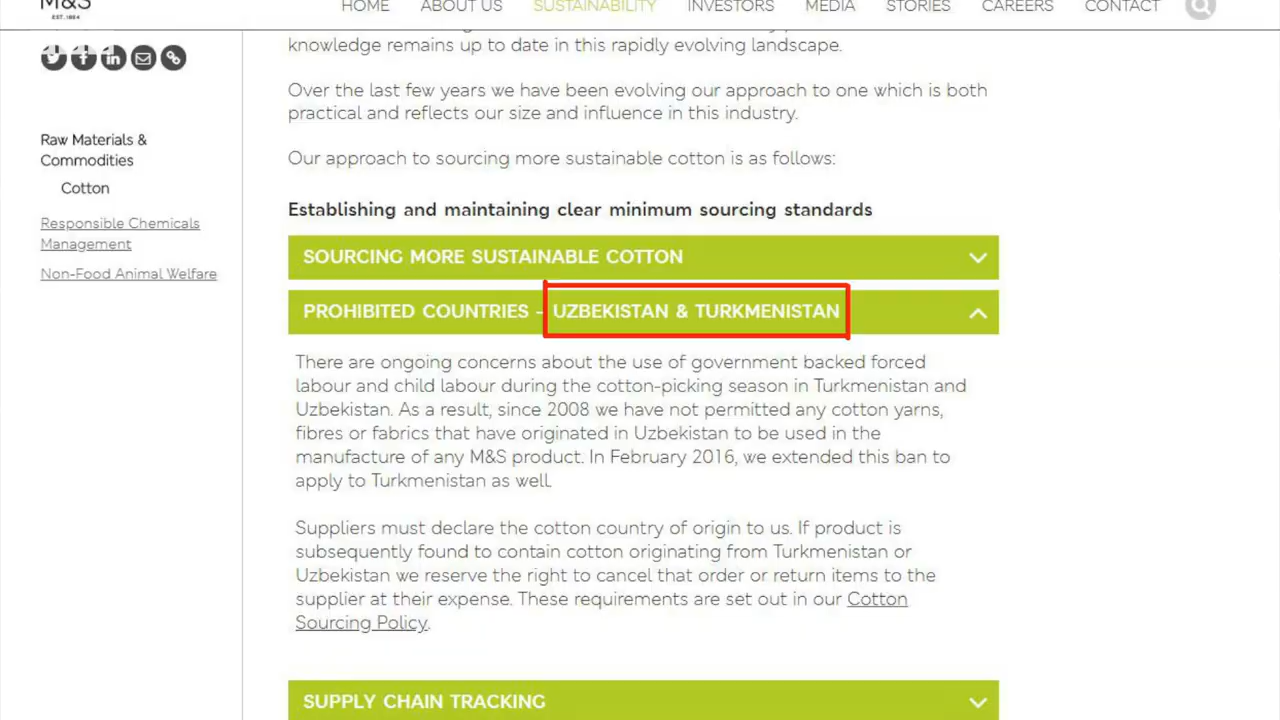 M&S
EST. 1884
HOME ABOUT US SUSTAINABILITY INVESTORS MEDIA STORIES CAREERS CONTACT
Raw Materials &
Commodities
Cotton
Responsible Chemicals
Management
Non-Food Animal Welfare
knowledge remains up to date in this rapidly evolving landscape.
Over the last few years we have been evolving our approach to one which is both
practical and reflects our size and influence in this industry.
Our approach to sourcing more sustainable cotton is as follows:
Establishing and maintaining clear minimum sourcing standards
SOURCING MORE SUSTAINABLE COTTON
PROHIBITED COUNTRIES – UZBEKISTAN & TURKMENISTAN
There are ongoing concerns about the use of government backed forced
labour and child labour during the cotton-picking season in Turkmenistan and
Uzbekistan. As a result, since 2008 we have not permitted any cotton yarns,
fibres or fabrics that have originated in Uzbekistan to be used in the
manufacture of any M&S product. In February 2016, we extended this ban to
apply to Turkmenistan as well.
Suppliers must declare the cotton country of origin to us. If product is
subsequently found to contain cotton originating from Turkmenistan or
Uzbekistan we reserve the right to cancel that order or return items to the
supplier at their expense. These requirements are set out in our Cotton
Sourcing Policy.
SUPPLY CHAIN TRACKING